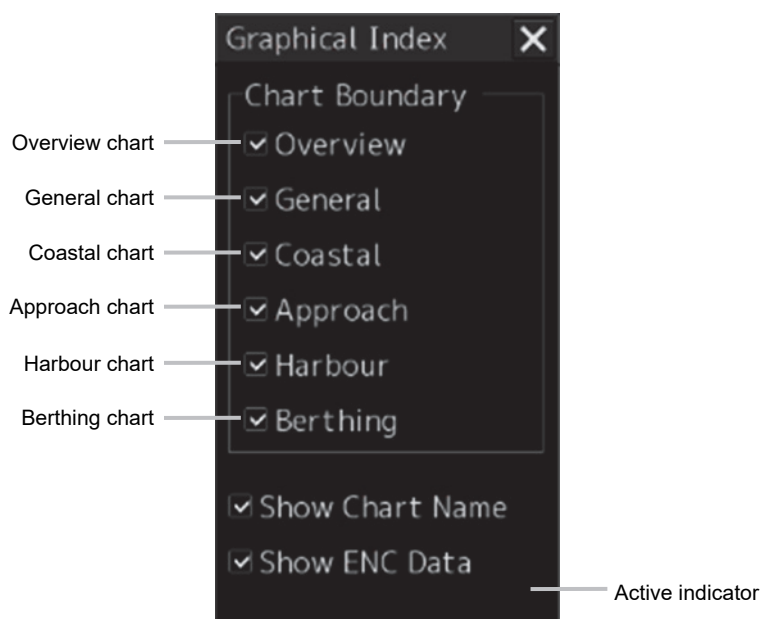 Graphical Index
Chart Boundary
Overview chart
Overview
General chart
General
Coastal chart
Coastal
Approach chart
Approach
Harbour chart
Harbour
Berthing chart
Berthing
Show Chart Name
Show ENC Data
Active indicator